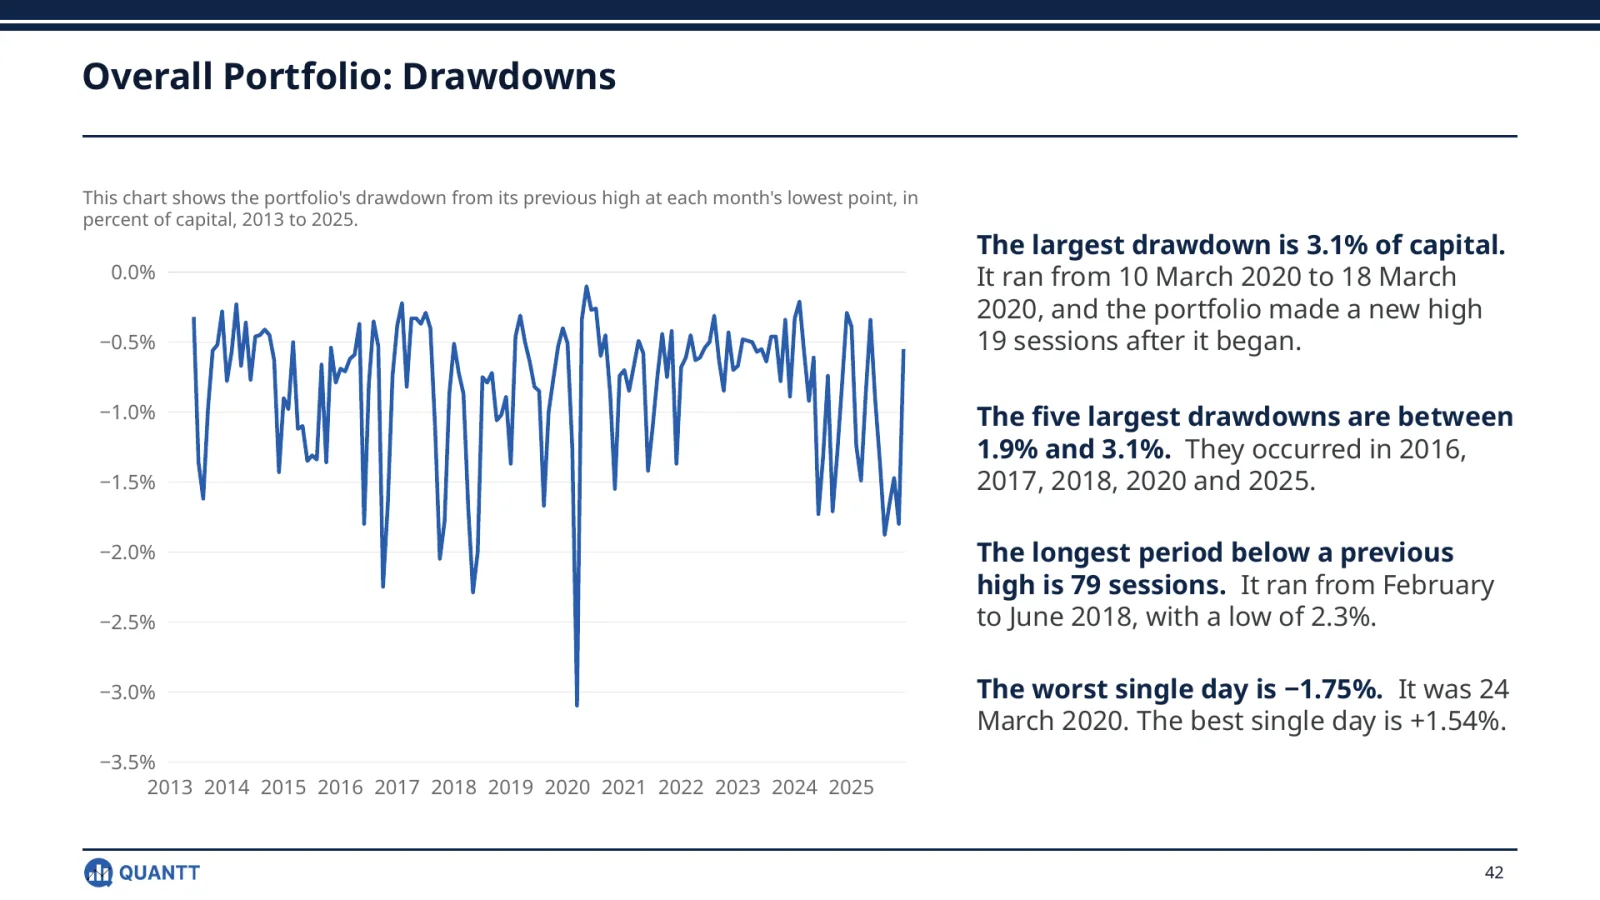 Overall Portfolio: Drawdowns
This chart shows the portfolio's drawdown from its previous high at each month's lowest point, in
percent of capital, 2013 to 2025.
0.0%
−0.5%
−1.0%
−1.5%
−2.0%
−2.5%
−3.0%
−3.5%
2013 2014 2015 2016 2017 2018 2019 2020 2021 2022 2023 2024 2025
The largest drawdown is 3.1% of capital.
It ran from 10 March 2020 to 18 March
2020, and the portfolio made a new high
19 sessions after it began.
The five largest drawdowns are between
1.9% and 3.1%. They occurred in 2016,
2017, 2018, 2020 and 2025.
The longest period below a previous
high is 79 sessions. It ran from February
to June 2018, with a low of 2.3%.
The worst single day is −1.75%. It was 24
March 2020. The best single day is +1.54%.
QUANTT
42